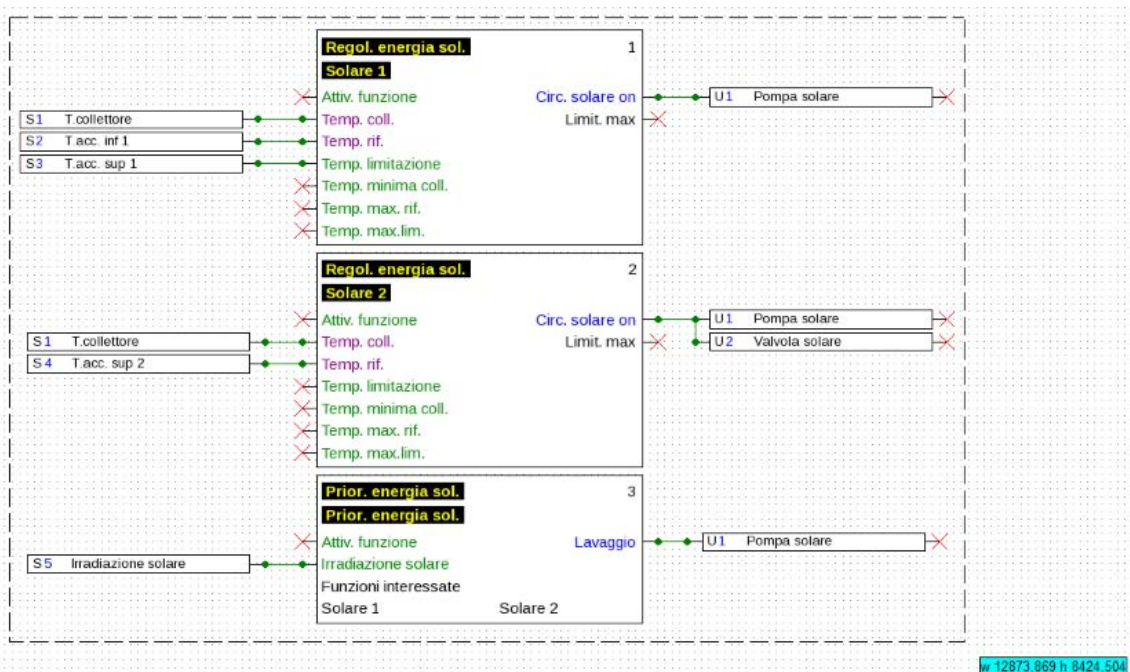 Regol. energia sol. 1
Solare 1
Attiv. funzione Circ. solare on U1 Pompa solare
S1 T.collettore Temp. coll. Limit. max
S2 T.acc. inf 1 Temp. rif.
S3 T.acc. sup 1 Temp. limitazione
Temp. minima coll.
Temp. max. rif.
Temp. max.lim.
Regol. energia sol. 2
Solare 2
Attiv. funzione Circ. solare on U1 Pompa solare
S1 T.collettore Temp. coll. Limit. max U2 Valvola solare
S4 T.acc. sup 2 Temp. rif.
Temp. limitazione
Temp. minima coll.
Temp. max. rif.
Temp. max.lim.
Prior. energia sol. 3
Prior. energia sol.
Attiv. funzione Lavaggio U1 Pompa solare
S5 Irradiazione solare Irradiazione solare
Funzioni interessate
Solare 1 Solare 2
w 12873.869 h 8424.504